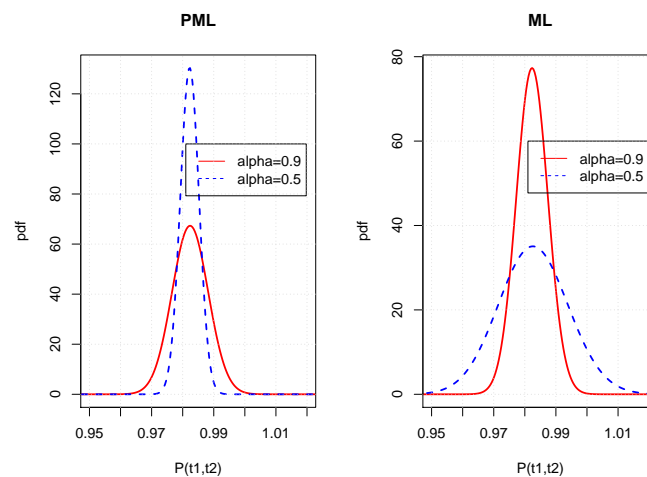 PML
pdf
0 20 40 60 80 100 120
alpha=0.9
alpha=0.5
0.95 0.97 0.99 1.01
P(t1,t2)
ML
pdf
0 20 40 60 80
alpha=0.9
alpha=0.5
0.95 0.97 0.99 1.01
P(t1,t2)